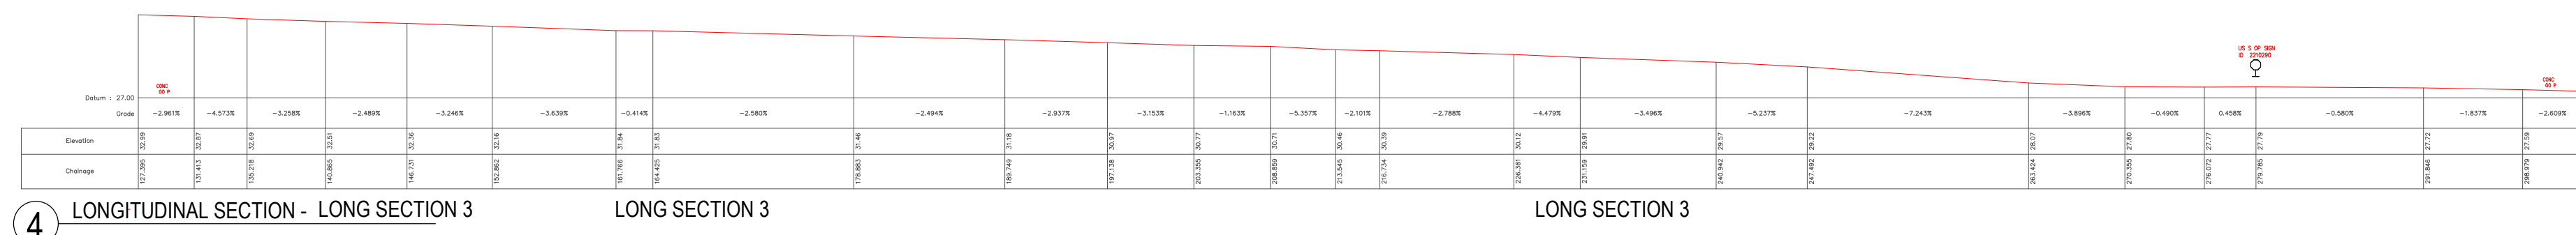 US S OP SIGN
ID 2210290
CONC
OD P
CONC
OD P
Datum : 27.00
Grade -2.961% -4.573% -3.258% -2.489% -3.246% -3.639% -0.414% -2.580% -2.494% -2.937% -3.153% -1.163% -5.357% -2.101% -2.788% -4.479% -3.496% -5.237% -7.243% -3.896% -0.490% 0.458% -0.580% -1.837% -2.609%
Elevation 32.99 32.87 32.69 32.51 32.36 32.16 31.84 31.83 31.46 31.18 30.97 30.77 30.71 30.46 30.39 30.12 29.91 29.57 29.22 28.07 27.80 27.77 27.79 27.72 27.59
Chainage 127.395 131.413 135.218 140.865 146.731 152.862 161.766 164.425 178.883 189.749 197.138 203.355 208.859 213.545 216.734 226.381 231.159 240.942 247.492 263.424 270.355 276.072 279.785 291.846 298.979
4 LONGITUDINAL SECTION - LONG SECTION 3 LONG SECTION 3 LONG SECTION 3